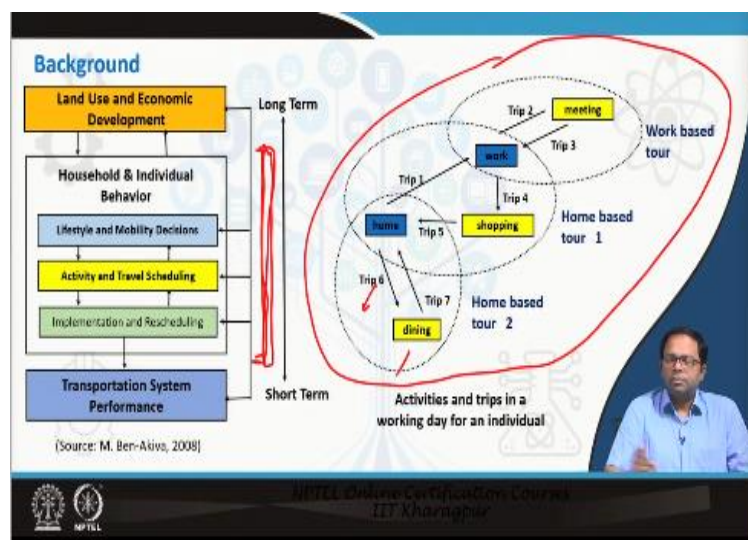 Background
Land Use and Economic
Development
Long Term
Household & Individual
Behavior
Lifestyle and Mobility Decisions
Activity and Travel Scheduling
Implementation and Rescheduling
Transportation System
Performance
Short Term
(Source: M. Ben-Akiva, 2008)
Trip 2
meeting
Trip 3
Work based
tour
work
Trip 1
Trip 4
home
Trip 5
shopping
Home based
tour 1
Trip 6
Trip 7
Home based
tour 2
dining
Activities and trips in a
working day for an individual
NPTEL
NPTEL Online Certification Courses
IIT Kharagpur